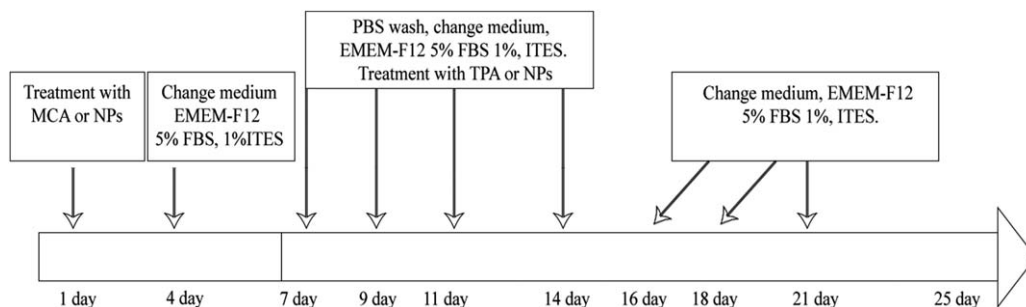 PBS wash, change medium,
EMEM-F12 5% FBS 1%, ITES.
Treatment with TPA or NPs
Treatment with
MCA or NPs
Change medium
EMEM-F12
5% FBS, 1%ITES
Change medium, EMEM-F12
5% FBS 1%, ITES.
1 day 4 day 7 day 9 day 11 day 14 day 16 day 18 day 21 day 25 day